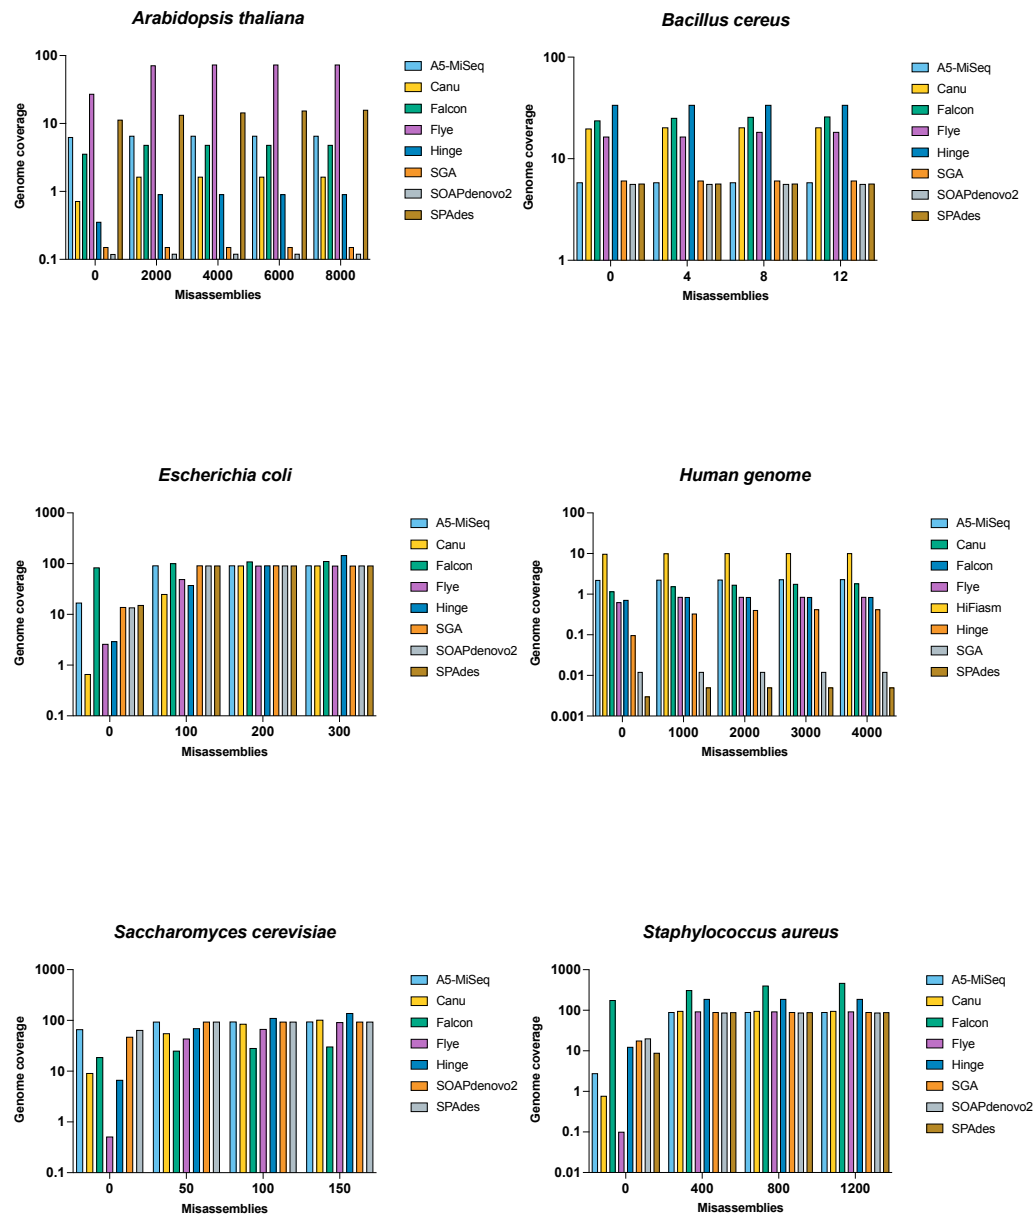 Arabidopsis thaliana
100
10
1
0.1
Genome coverage
0
2000
4000
6000
8000
Misassemblies
A5-MiSeq
Canu
Falcon
Flye
Hinge
SGA
SOAPdenovo2
SPAdes
Bacillus cereus
100
10
1
Genome coverage
0
4
8
12
Misassemblies
A5-MiSeq
Canu
Falcon
Flye
Hinge
SGA
SOAPdenovo2
SPAdes
Escherichia coli
1000
100
10
1
0.1
Genome coverage
0
100
200
300
Misassemblies
A5-MiSeq
Canu
Falcon
Flye
Hinge
SGA
SOAPdenovo2
SPAdes
Human genome
100
10
1
0.1
0.01
0.001
Genome coverage
0
1000
2000
3000
4000
Misassemblies
A5-MiSeq
Canu
Falcon
Flye
HiFiasm
Hinge
SGA
SPAdes
Saccharomyces cerevisiae
1000
100
10
1
0.1
Genome coverage
0
50
100
150
Misassemblies
A5-MiSeq
Canu
Falcon
Flye
Hinge
SOAPdenovo2
SPAdes
Staphylococcus aureus
1000
100
10
1
0.1
0.01
Genome coverage
0
400
800
1200
Misassemblies
A5-MiSeq
Canu
Falcon
Flye
Hinge
SGA
SOAPdenovo2
SPAdes